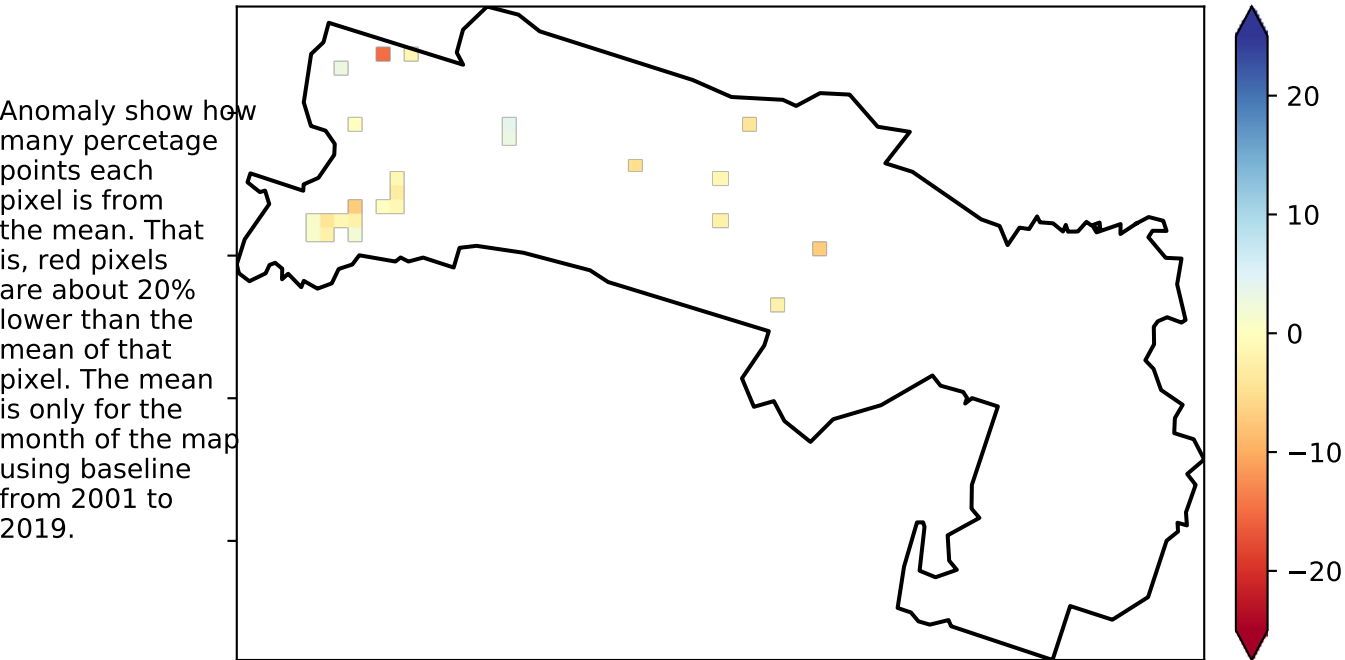 Anomaly show how
many percetage
points each
pixel is from
the mean. That
is, red pixels
are about 20%
lower than the
mean of that
pixel. The mean
is only for the
month of the map
using baseline
from 2001 to
2019.
20
10
0
−10
−20